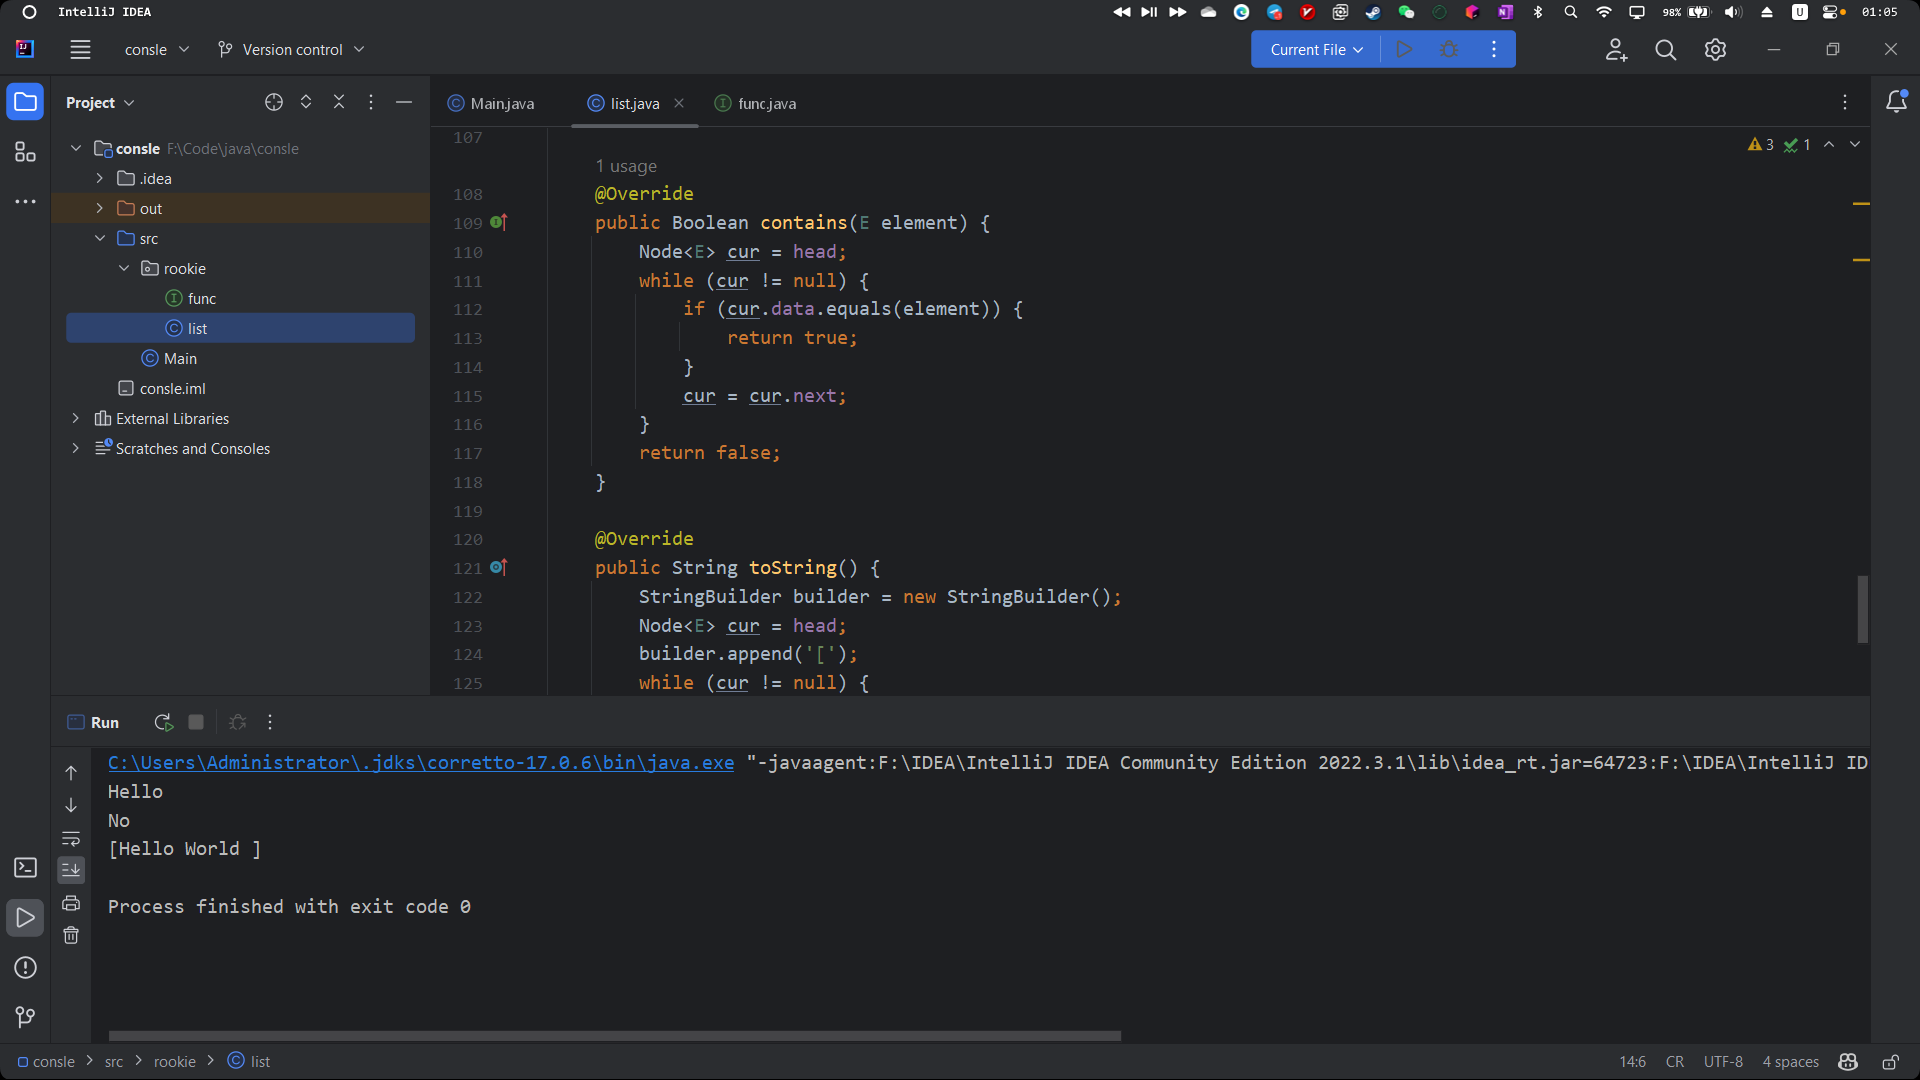 IntelliJ IDEA
98%
U
01:05
consle
Version control
Current File
Project
Main.java
list.java
func.java
consle F:\Code\java\consle
.idea
out
src
rookie
func
list
Main
consle.iml
External Libraries
Scratches and Consoles
3
1
107
1 usage
108 @Override
109 public Boolean contains(E element) {
110 Node<E> cur = head;
111 while (cur != null) {
112 if (cur.data.equals(element)) {
113 return true;
114 }
115 cur = cur.next;
116 }
117 return false;
118 }
119
120 @Override
121 public String toString() {
122 StringBuilder builder = new StringBuilder();
123 Node<E> cur = head;
124 builder.append('[');
125 while (cur != null) {
Run
C:\Users\Administrator\.jdks\corretto-17.0.6\bin\java.exe "-javaagent:F:\IDEA\IntelliJ IDEA Community Edition 2022.3.1\lib\idea_rt.jar=64723:F:\IDEA\IntelliJ ID
Hello
No
[Hello World ]
Process finished with exit code 0
consle > src > rookie > list
14:6 CR UTF-8 4 spaces